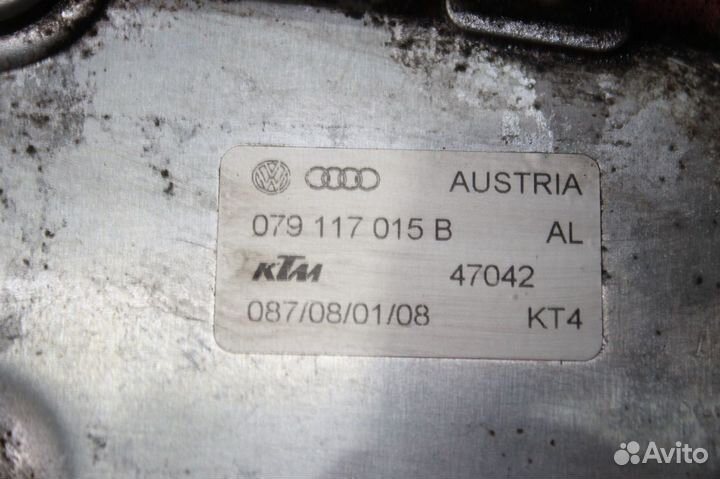 AUSTRIA
079 117 015 B AL
KTM 47042
087/08/01/08 KT4
Avito